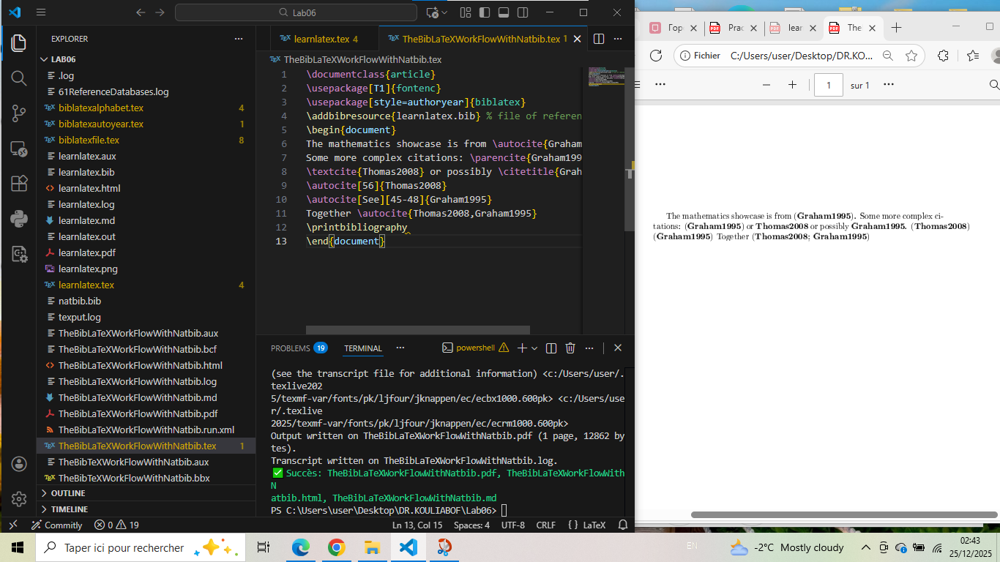 Lab06
EXPLORER
LAB06
.log
61ReferenceDatabases.log
biblatexalphabet.tex 4
biblatexautoyear.tex 1
biblatexfile.tex 8
learnlatex.aux
learnlatex.bib
learnlatex.html
learnlatex.log
learnlatex.md
learnlatex.out
learnlatex.pdf
learnlatex.png
learnlatex.tex 4
natbib.bib
texput.log
TheBibLaTeXWorkFlowWithNatbib.aux
TheBibLaTeXWorkFlowWithNatbib.bcf
TheBibLaTeXWorkFlowWithNatbib.html
TheBibLaTeXWorkFlowWithNatbib.log
TheBibLaTeXWorkFlowWithNatbib.md
TheBibLaTeXWorkFlowWithNatbib.pdf
TheBibLaTeXWorkFlowWithNatbib.run.xml
TheBibLaTeXWorkFlowWithNatbib.tex 1
TheBibTeXWorkFlowWithNatbib.aux
TheBibTeXWorkFlowWithNatbib.bbx
OUTLINE
TIMELINE
learnlatex.tex 4
TheBibLaTeXWorkFlowWithNatbib.tex 1
TheBibLaTeXWorkFlowWithNatbib.tex
1 \documentclass{article}
2 \usepackage[T1]{fontenc}
3 \usepackage[style=authoryear]{biblatex}
4 \addbibresource{learnlatex.bib} % file of referen
5 \begin{document}
6 The mathematics showcase is from \autocite{Graham
7 Some more complex citations: \parencite{Graham199
8 \textcite{Thomas2008} or possibly \citetitle{Grah
9 \autocite[56]{Thomas2008}
10 \autocite[See][45-48]{Graham1995}
11 Together \autocite{Thomas2008,Graham1995}
12 \printbibliography
13 \end{document}
PROBLEMS 19
TERMINAL
powershell
(see the transcript file for additional information) <c:/Users/user/.
texlive202
5/texmf-var/fonts/pk/ljfour/jknappen/ec/ecbx1000.600pk> <c:/Users/use
r/.texlive
2025/texmf-var/fonts/pk/ljfour/jknappen/ec/ecrm1000.600pk>
Output written on TheBibLaTeXWorkFlowWithNatbib.pdf (1 page, 12862 by
tes).
Transcript written on TheBibLaTeXWorkFlowWithNatbib.log.
Succès: TheBibLaTeXWorkFlowWithNatbib.pdf, TheBibLaTeXWorkFlowWith
N
atbib.html, TheBibLaTeXWorkFlowWithNatbib.md
PS C:\Users\user\Desktop\DR.KOULIABOF\Lab06>
Commitly
0 19
Ln 13, Col 15
Spaces: 4
UTF-8
CRLF
{ } LaTeX
Гор
Prac
lear
The
Fichier
C:/Users/user/Desktop/DR.KO...
1
sur 1
The mathematics showcase is from (Graham1995). Some more complex ci-
tations: (Graham1995) or Thomas2008 or possibly Graham1995. (Thomas2008)
(Graham1995) Together (Thomas2008; Graham1995)
Taper ici pour rechercher
EN
-2°C Mostly cloudy
02:43
25/12/2025